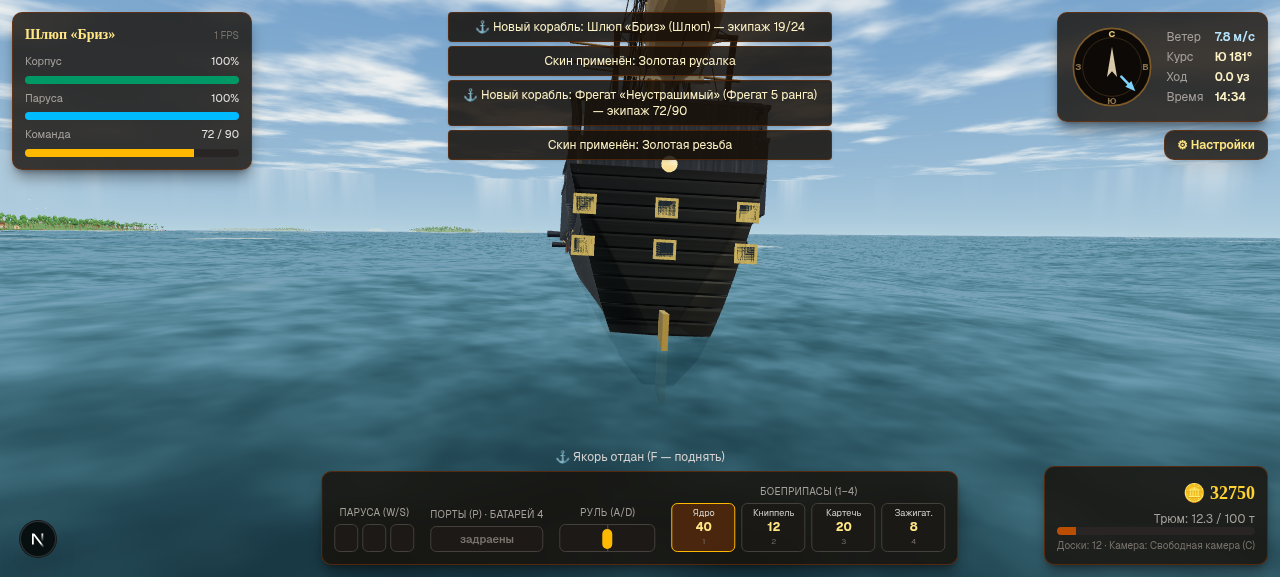 Шлюп «Бриз»
1 FPS
Корпус 100%
Паруса 100%
Команда 72 / 90
⚓ Новый корабль: Шлюп «Бриз» (Шлюп) — экипаж 19/24
Скин применён: Золотая русалка
⚓ Новый корабль: Фрегат «Неустрашимый» (Фрегат 5 ранга)
— экипаж 72/90
Скин применён: Золотая резьба
С
З
В
Ю
Ветер 7.8 м/с
Курс Ю 181°
Ход 0.0 уз
Время 14:34
⚙ Настройки
⚓ Якорь отдан (F — поднять)
ПАРУСА (W/S)
ПОРТЫ (P) · БАТАРЕЙ 4
задраены
РУЛЬ (A/D)
БОЕПРИПАСЫ (1–4)
Ядро
40
1
Книппель
12
2
Картечь
20
3
Зажигат.
8
4
N
🪙 32750
Трюм: 12.3 / 100 т
Доски: 12 · Камера: Свободная камера (C)